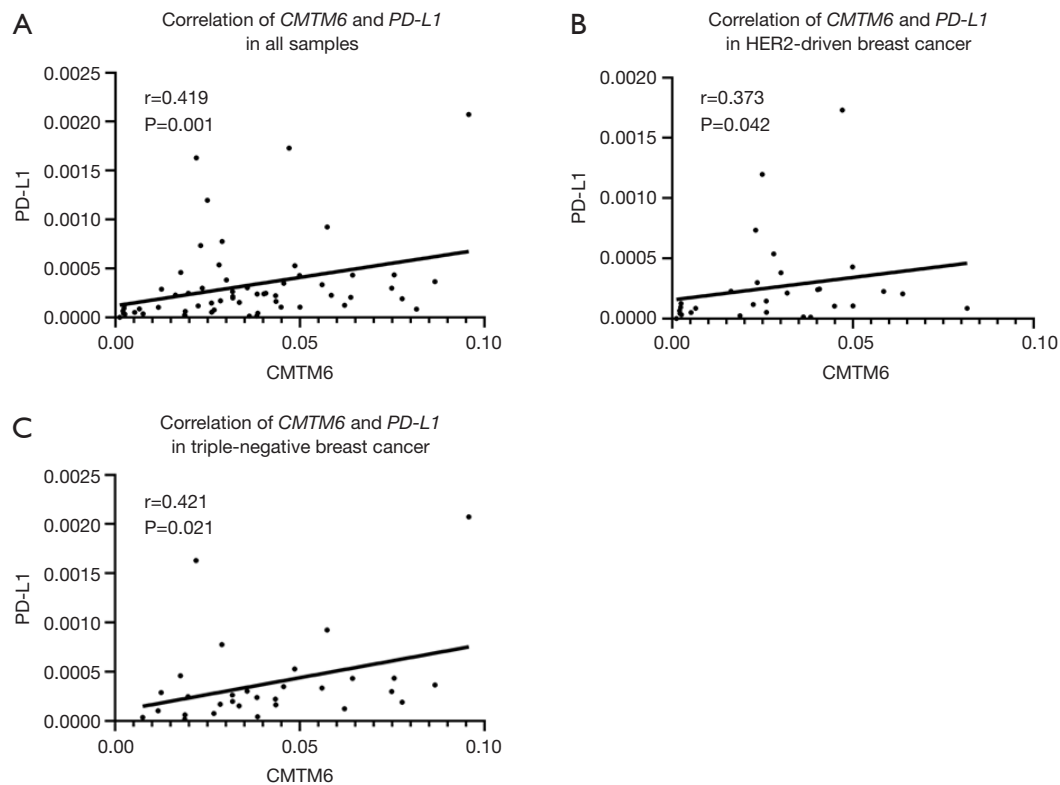 A
Correlation of CMTM6 and PD-L1
in all samples
0.0025
0.0020
0.0015
0.0010
0.0005
0.0000
PD-L1
r=0.419
P=0.001
0.00
0.05
0.10
CMTM6
B
Correlation of CMTM6 and PD-L1
in HER2-driven breast cancer
0.0020
0.0015
0.0010
0.0005
0.0000
PD-L1
r=0.373
P=0.042
0.00
0.05
0.10
CMTM6
C
Correlation of CMTM6 and PD-L1
in triple-negative breast cancer
0.0025
0.0020
0.0015
0.0010
0.0005
0.0000
PD-L1
r=0.421
P=0.021
0.00
0.05
0.10
CMTM6